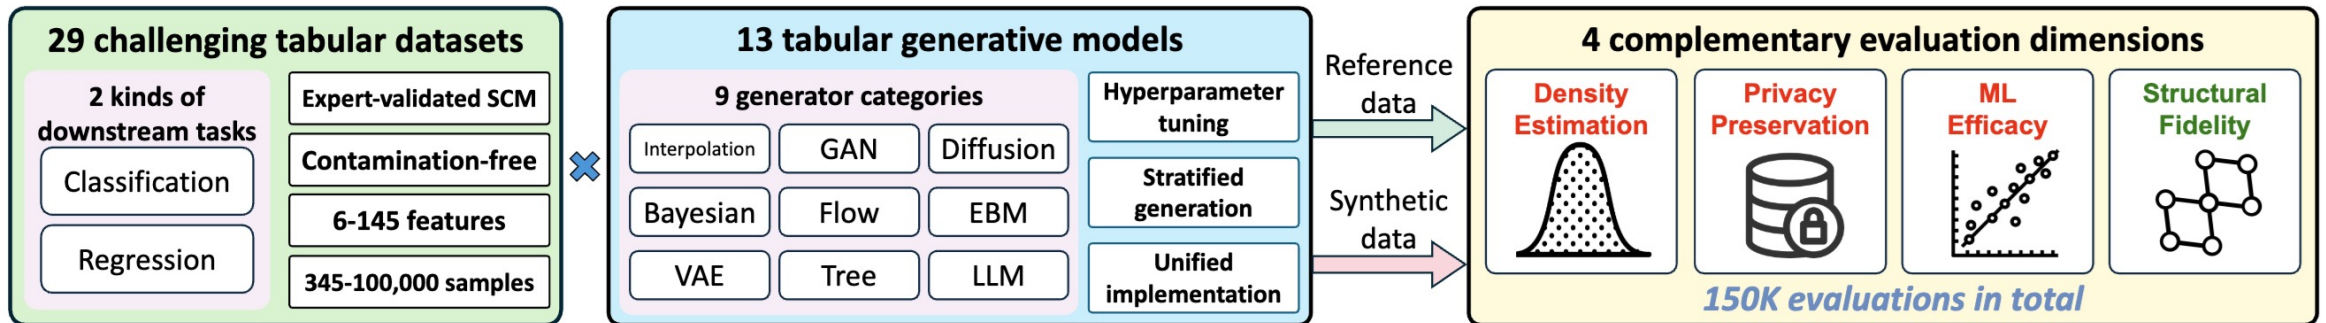 29 challenging tabular datasets
2 kinds of
downstream tasks
Classification
Regression
Expert-validated SCM
Contamination-free
6-145 features
345-100,000 samples
13 tabular generative models
9 generator categories
Interpolation
GAN
Diffusion
Bayesian
Flow
EBM
VAE
Tree
LLM
Hyperparameter
tuning
Stratified
generation
Unified
implementation
Reference
data
Synthetic
data
4 complementary evaluation dimensions
Density
Estimation
Privacy
Preservation
ML
Efficacy
Structural
Fidelity
150K evaluations in total